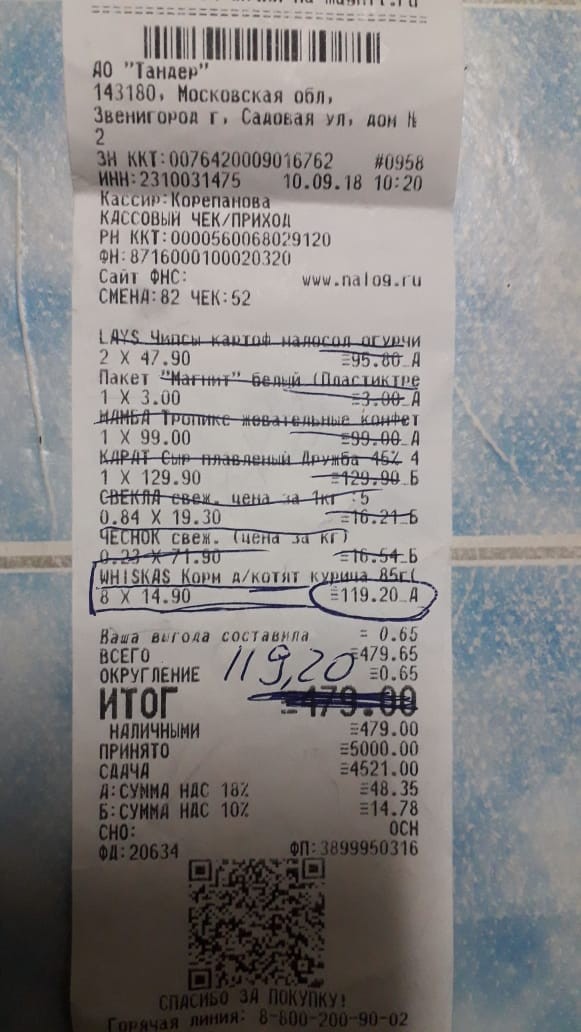 АО "Тандер"
143180, Московская обл,
Звенигород г, Садовая ул, дом №
2
ЗН ККТ:0076420009016762 #0958
ИНН:2310031475 10.09.18 10:20
Кассир:Корепанова
КАССОВЫЙ ЧЕК/ПРИХОД
РН ККТ:0000560068029120
ФН:8716000100020320
Сайт ФНС: www.nalog.ru
СМЕНА:82 ЧЕК:52
LAYS Чипсы картоф малосол огурчи
2 X 47.90 ≡95.80 А
Пакет "Магнит" белый (Пластиктре
1 X 3.00 ≡3.00 А
МАМБА Тропикс жевательные конфет
1 X 99.00 ≡99.00 А
КАРАТ Сыр плавленый Дружба 45% 4
1 X 129.90 ≡129.90 Б
СВЕКЛА свеж. цена за 1кг :5
0.84 X 19.30 ≡16.21 Б
ЧЕСНОК свеж. (цена за кг)
0.23 X 71.90 ≡16.54 Б
WHISKAS Корм д/котят курица 85г(
8 X 14.90 ≡119.20 А
Ваша выгода составила = 0.65
ВСЕГО ≡479.65
119,20
ОКРУГЛЕНИЕ ≡0.65
ИТОГ ≡479.00
НАЛИЧНЫМИ ≡479.00
ПРИНЯТО ≡5000.00
СДАЧА ≡4521.00
А:СУММА НДС 18% ≡48.35
Б:СУММА НДС 10% ≡14.78
СНО: ОСН
ФД:20634 ФП:3899950316
СПАСИБО ЗА ПОКУПКУ!
Горячая линия: 8-800-200-90-02